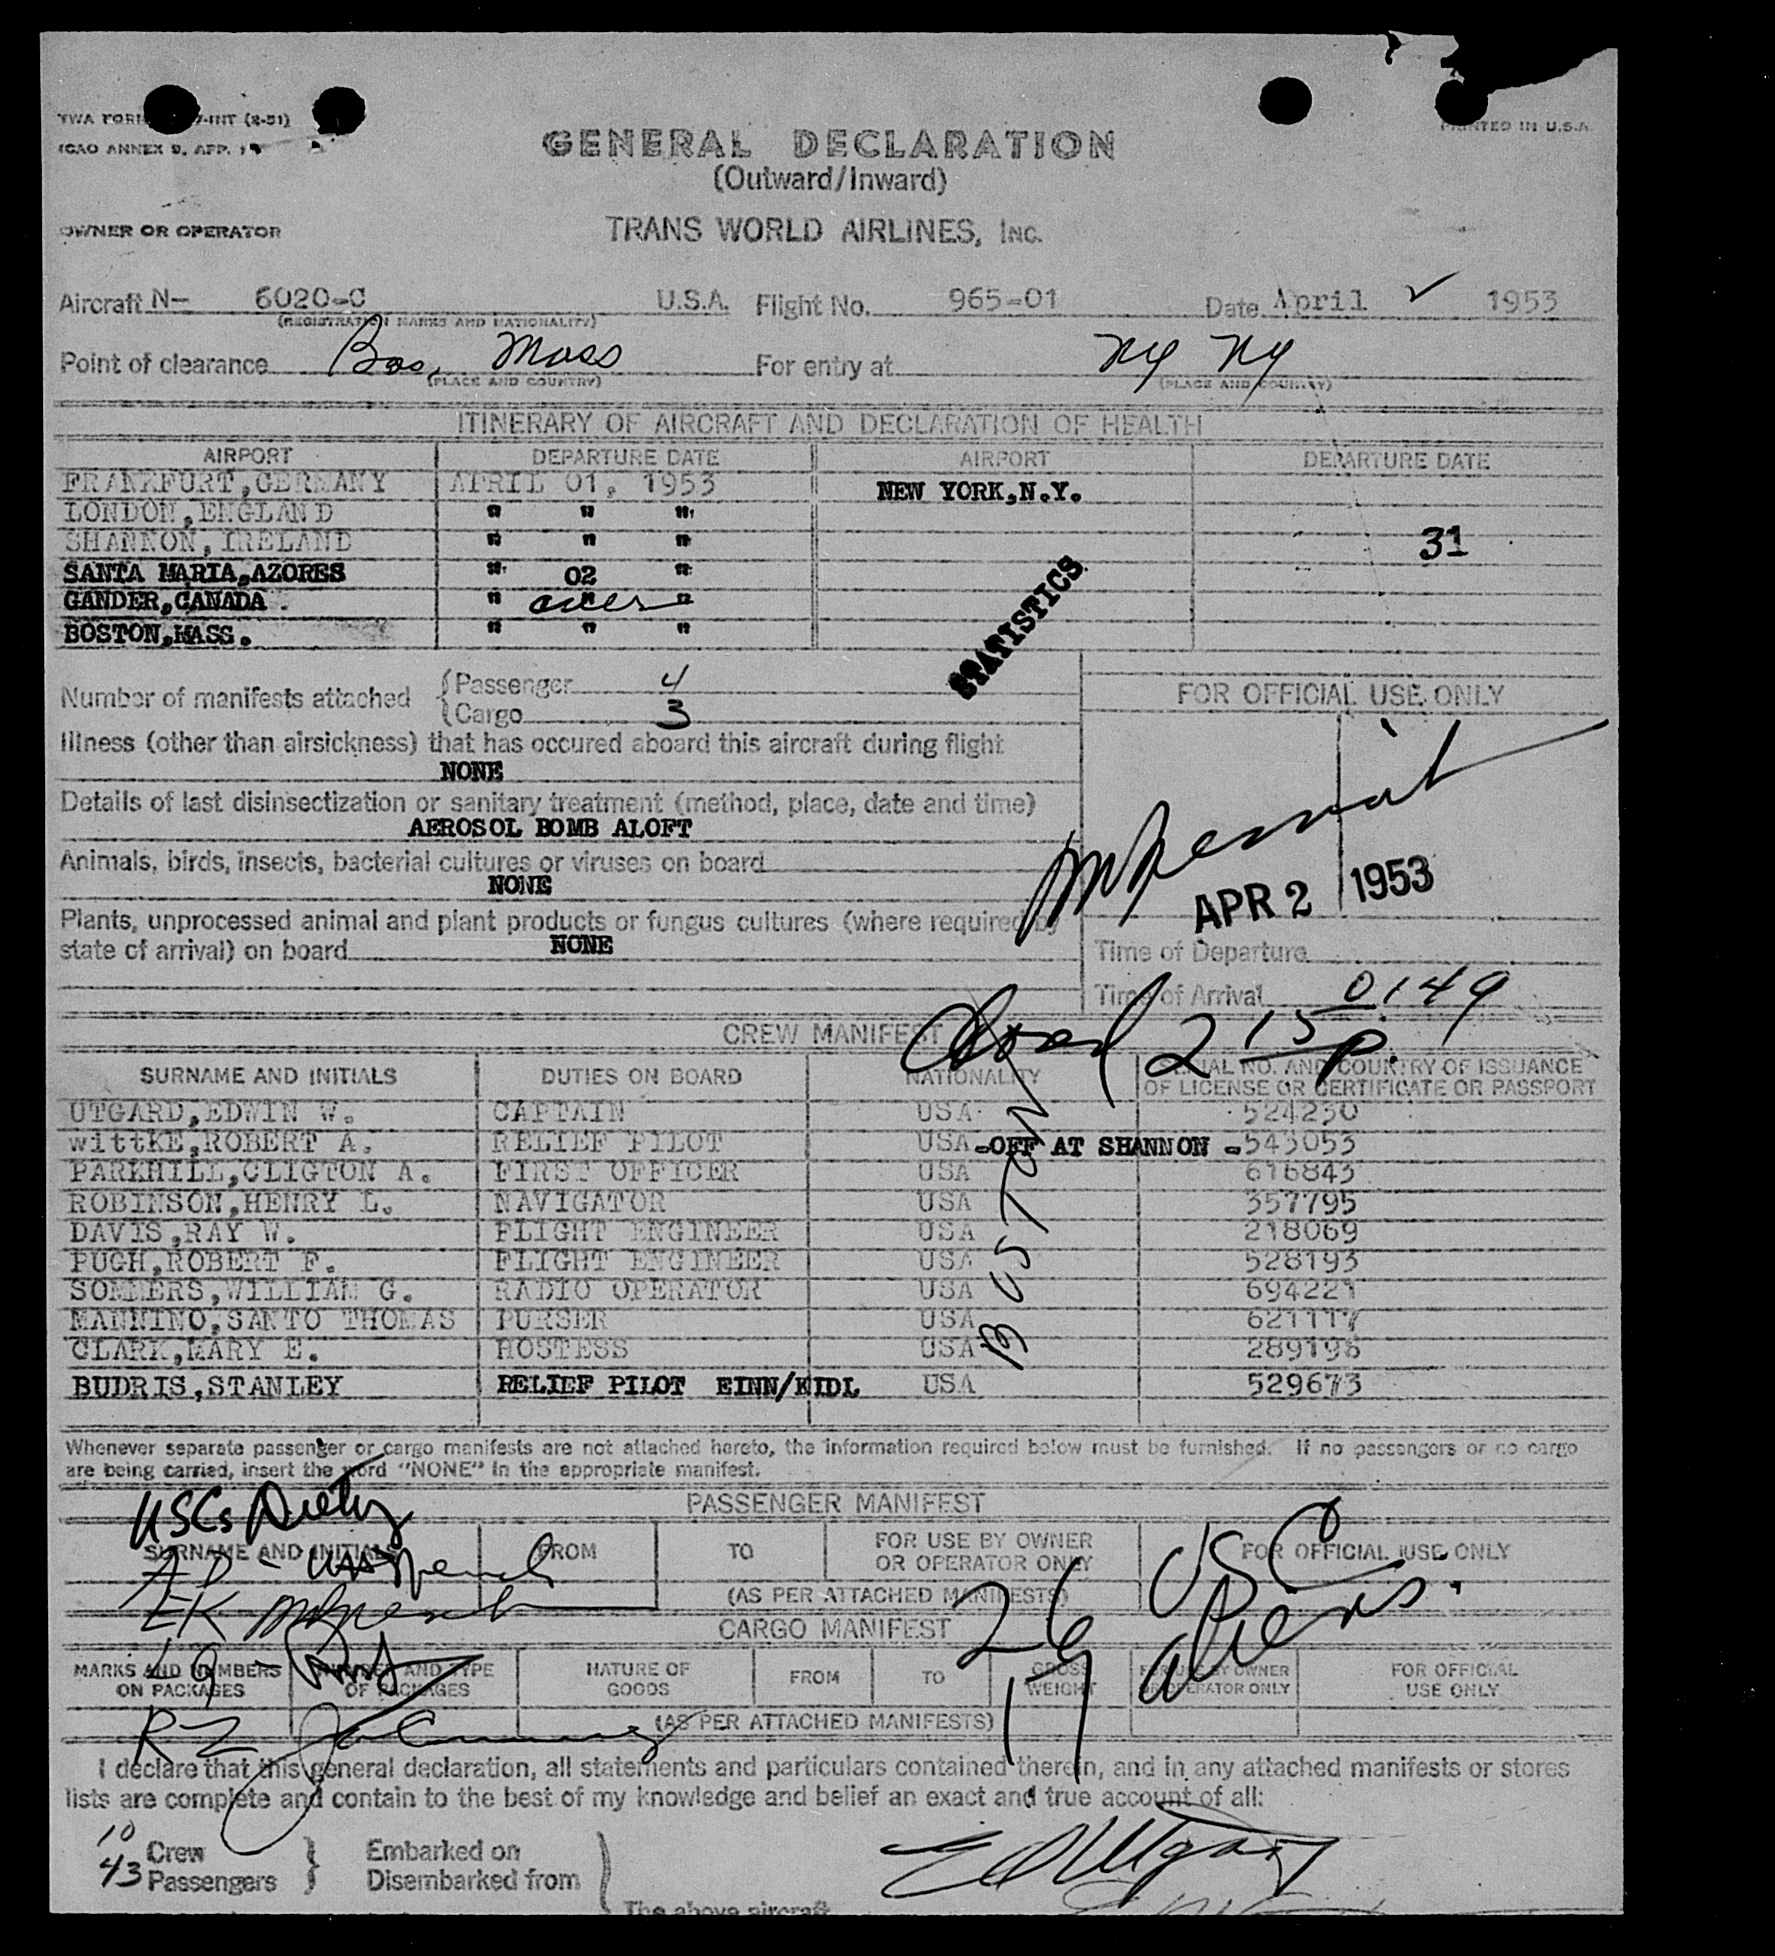 TWA FORM 7-INT (2-51)
ICAO ANNEX 9, APP. 1
PRINTED IN U.S.A.
GENERAL DECLARATION
(Outward/Inward)
OWNER OR OPERATOR
TRANS WORLD AIRLINES, INC.
Aircraft N- 6020-C U.S.A. Flight No. 965-01 Date April 1953
(REGISTRATION MARKS AND NATIONALITY)
Point of clearance Bos, Mass For entry at NY NY
(PLACE AND COUNTRY) (PLACE AND COUNTRY)
ITINERARY OF AIRCRAFT AND DECLARATION OF HEALTH
AIRPORT DEPARTURE DATE AIRPORT DEPARTURE DATE
FRANKFURT,GERMANY APRIL 01, 1953 NEW YORK,N.Y.
LONDON,ENGLAND " " "
SHANNON, IRELAND " " " 31
SANTA MARIA,AZORES " 02 "
GANDER,CANADA . " " "
BOSTON,MASS. " " "
STATISTICS
Number of manifests attached { Passenger 4
Cargo 3
FOR OFFICIAL USE ONLY
Illness (other than airsickness) that has occured aboard this aircraft during flight
NONE
Details of last disinsectization or sanitary treatment (method, place, date and time)
AEROSOL BOMB ALOFT
Animals, birds, insects, bacterial cultures or viruses on board
NONE
APR 2 1953
Plants, unprocessed animal and plant products or fungus cultures (where required by
state of arrival) on board NONE
Time of Departure
Time of Arrival 0149
2 15 p.
CREW MANIFEST
SURNAME AND INITIALS DUTIES ON BOARD NATIONALITY SERIAL NO. AND COUNTRY OF ISSUANCE
OF LICENSE OR CERTIFICATE OR PASSPORT
UTGARD,EDWIN W. CAPTAIN USA 524230
wittKE,ROBERT A. RELIEF PILOT USA -OFF AT SHANNON -543053
PARKHILL,CLIGTON A. FIRST OFFICER USA 616843
ROBINSON,HENRY L. NAVIGATOR USA 357795
DAVIS,RAY W. FLIGHT ENGINEER USA 218069
PUGH,ROBERT F. FLIGHT ENGINEER USA 528193
SOMMERS,WILLIAM G. RADIO OPERATOR USA 694221
MANNINO,SANTO THOMAS PURSER USA 621117
CLARK,MARY E. HOSTESS USA 289198
BUDRIS,STANLEY RELIEF PILOT EINN/KIDL USA 529673
BOSTON
Whenever separate passenger or cargo manifests are not attached hereto, the information required below must be furnished. If no passengers or no cargo
are being carried, insert the word "NONE" in the appropriate manifest.
PASSENGER MANIFEST
USCs
SURNAME AND INITIALS FROM TO FOR USE BY OWNER
OR OPERATOR ONLY FOR OFFICIAL USE ONLY
(AS PER ATTACHED MANIFESTS)
26 USC
19 aliens.
CARGO MANIFEST
MARKS AND NUMBERS
ON PACKAGES NUMBER AND TYPE
OF PACKAGES NATURE OF
GOODS FROM TO GROSS
WEIGHT FOR USE BY OWNER
OR OPERATOR ONLY FOR OFFICIAL
USE ONLY
(AS PER ATTACHED MANIFESTS)
I declare that this general declaration, all statements and particulars contained therein, and in any attached manifests or stores
lists are complete and contain to the best of my knowledge and belief an exact and true account of all:
10 Crew
43 Passengers } Embarked on
Disembarked from
The above aircraft